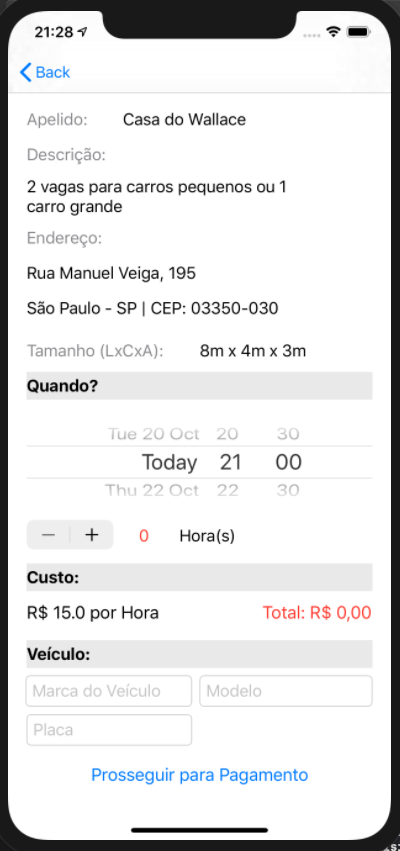 21:28
Back
Apelido: Casa do Wallace
Descrição:
2 vagas para carros pequenos ou 1
carro grande
Endereço:
Rua Manuel Veiga, 195
São Paulo - SP | CEP: 03350-030
Tamanho (LxCxA): 8m x 4m x 3m
Quando?
Tue 20 Oct 20 30
Today 21 00
Thu 22 Oct 22 30
− + 0 Hora(s)
Custo:
R$ 15.0 por Hora Total: R$ 0,00
Veículo:
Marca do Veículo Modelo
Placa
Prosseguir para Pagamento